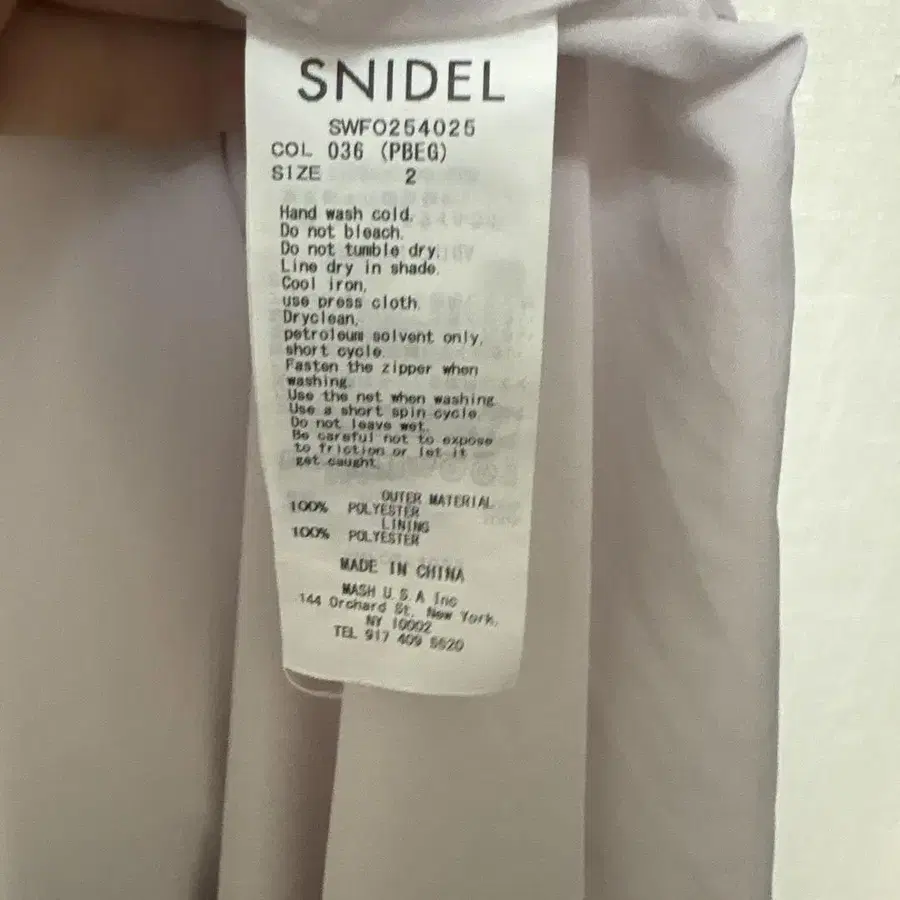 SNIDEL
SWFO254025
COL 036 (PBEG)
SIZE 2
Hand wash cold.
Do not bleach.
Do not tumble dry.
Line dry in shade.
Cool iron,
use press cloth.
Dryclean,
petroleum solvent only,
short cycle.
Fasten the zipper when
washing.
Use the net when washing.
Use a short spin cycle.
Do not leave wet.
Be careful not to expose
to friction or let it
get caught.
OUTER MATERIAL
100% POLYESTER
LINING
100% POLYESTER
MADE IN CHINA
MASH U.S.A Inc
144 Orchard St, New York,
NY 10002
TEL 917 409 5520